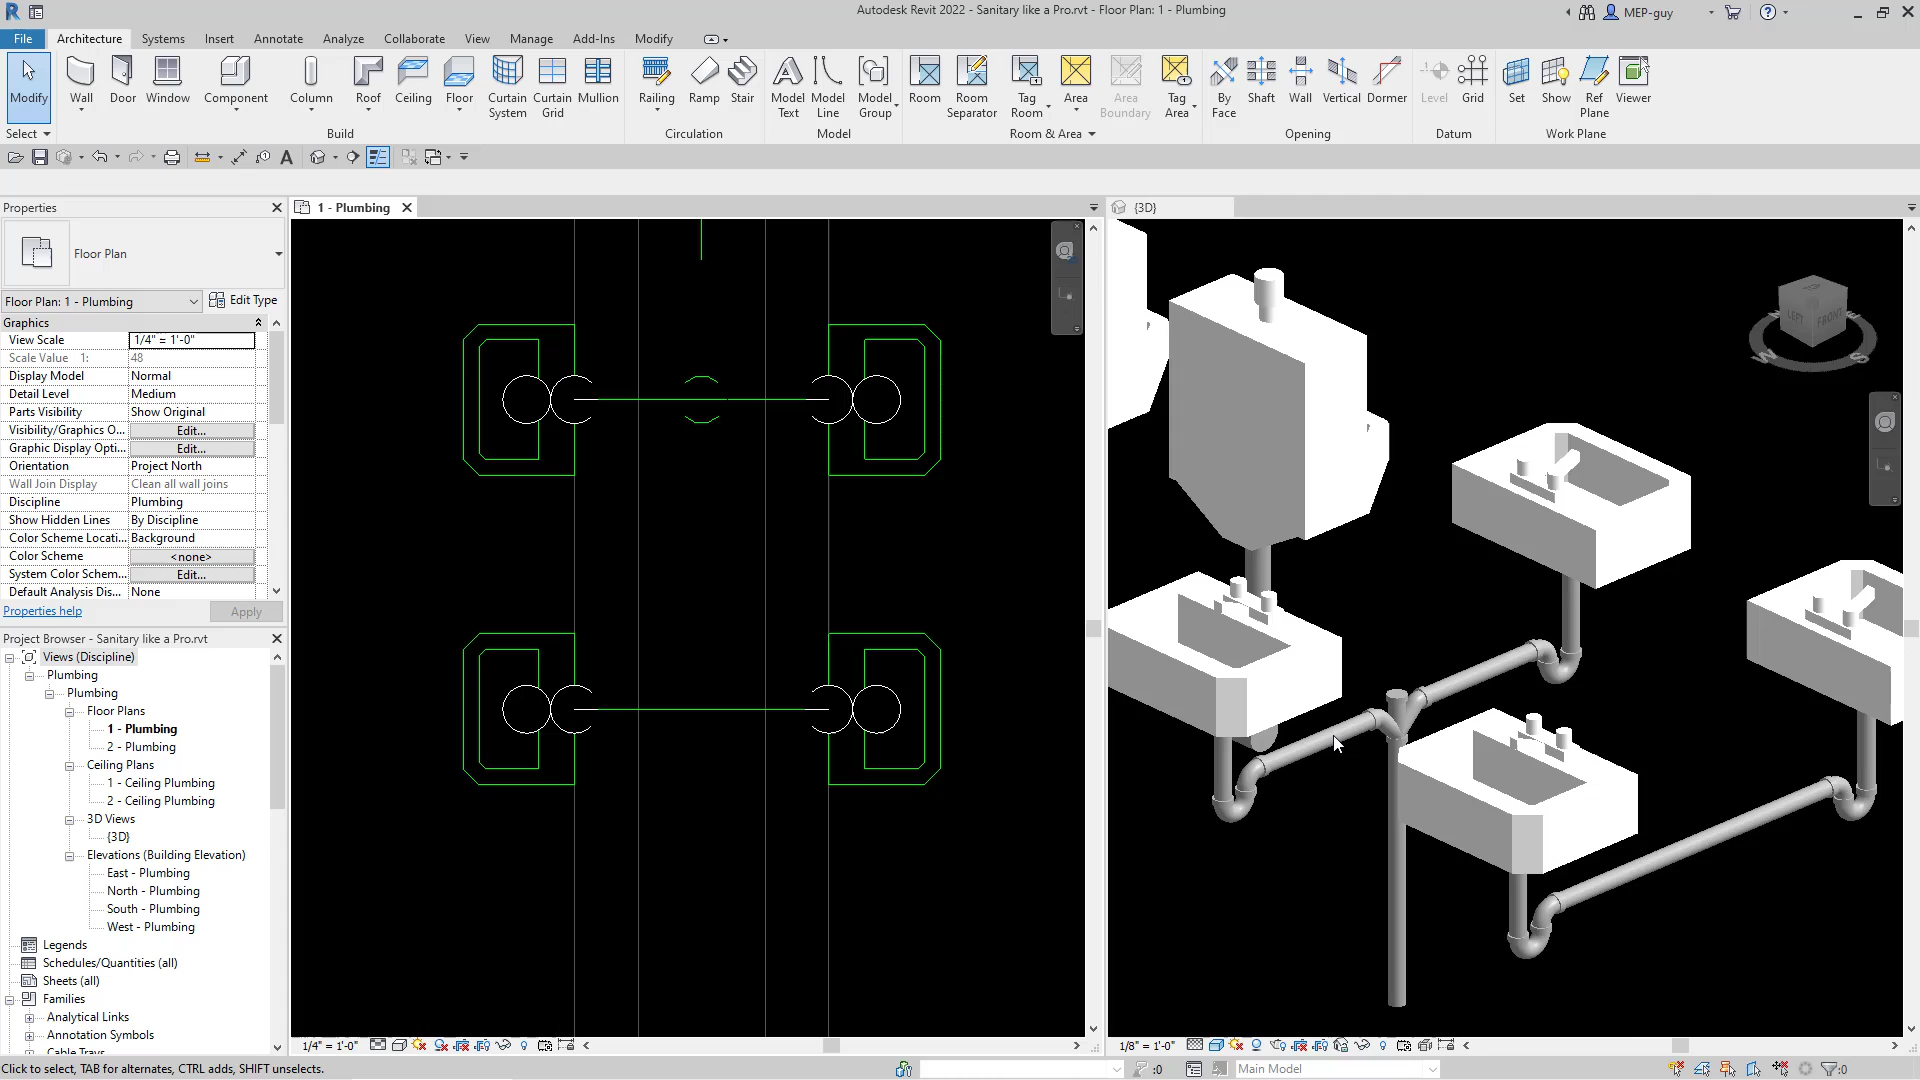 Autodesk Revit 2022 - Sanitary like a Pro.rvt - Floor Plan: 1 - Plumbing
MEP-guy
File Architecture Systems Insert Annotate Analyze Collaborate View Manage Add-Ins Modify
Modify Wall Door Window Component Column Roof Ceiling Floor Curtain System Curtain Grid Mullion Railing Ramp Stair Model Text Model Line Model Group Room Room Separator Tag Room Area Area Boundary Tag Area By Face Shaft Wall Vertical Dormer Level Grid Set Show Ref Plane Viewer
Select Build Circulation Model Room & Area Opening Datum Work Plane
Properties
1 - Plumbing
{3D}
Floor Plan
Floor Plan: 1 - Plumbing Edit Type
Graphics
View Scale 1/4" = 1'-0"
Scale Value 1: 48
Display Model Normal
Detail Level Medium
Parts Visibility Show Original
Visibility/Graphics O... Edit...
Graphic Display Opti... Edit...
Orientation Project North
Wall Join Display Clean all wall joins
Discipline Plumbing
Show Hidden Lines By Discipline
Color Scheme Locati... Background
Color Scheme <none>
System Color Schem... Edit...
Default Analysis Dis... None
Properties help Apply
Project Browser - Sanitary like a Pro.rvt
Views (Discipline)
Plumbing
Plumbing
Floor Plans
1 - Plumbing
2 - Plumbing
Ceiling Plans
1 - Ceiling Plumbing
2 - Ceiling Plumbing
3D Views
{3D}
Elevations (Building Elevation)
East - Plumbing
North - Plumbing
South - Plumbing
West - Plumbing
Legends
Schedules/Quantities (all)
Sheets (all)
Families
Analytical Links
Annotation Symbols
Cable Trays
LEFT FRONT
W S
1/4" = 1'-0"
1/8" = 1'-0"
Click to select, TAB for alternates, CTRL adds, SHIFT unselects.
:0
Main Model
:0